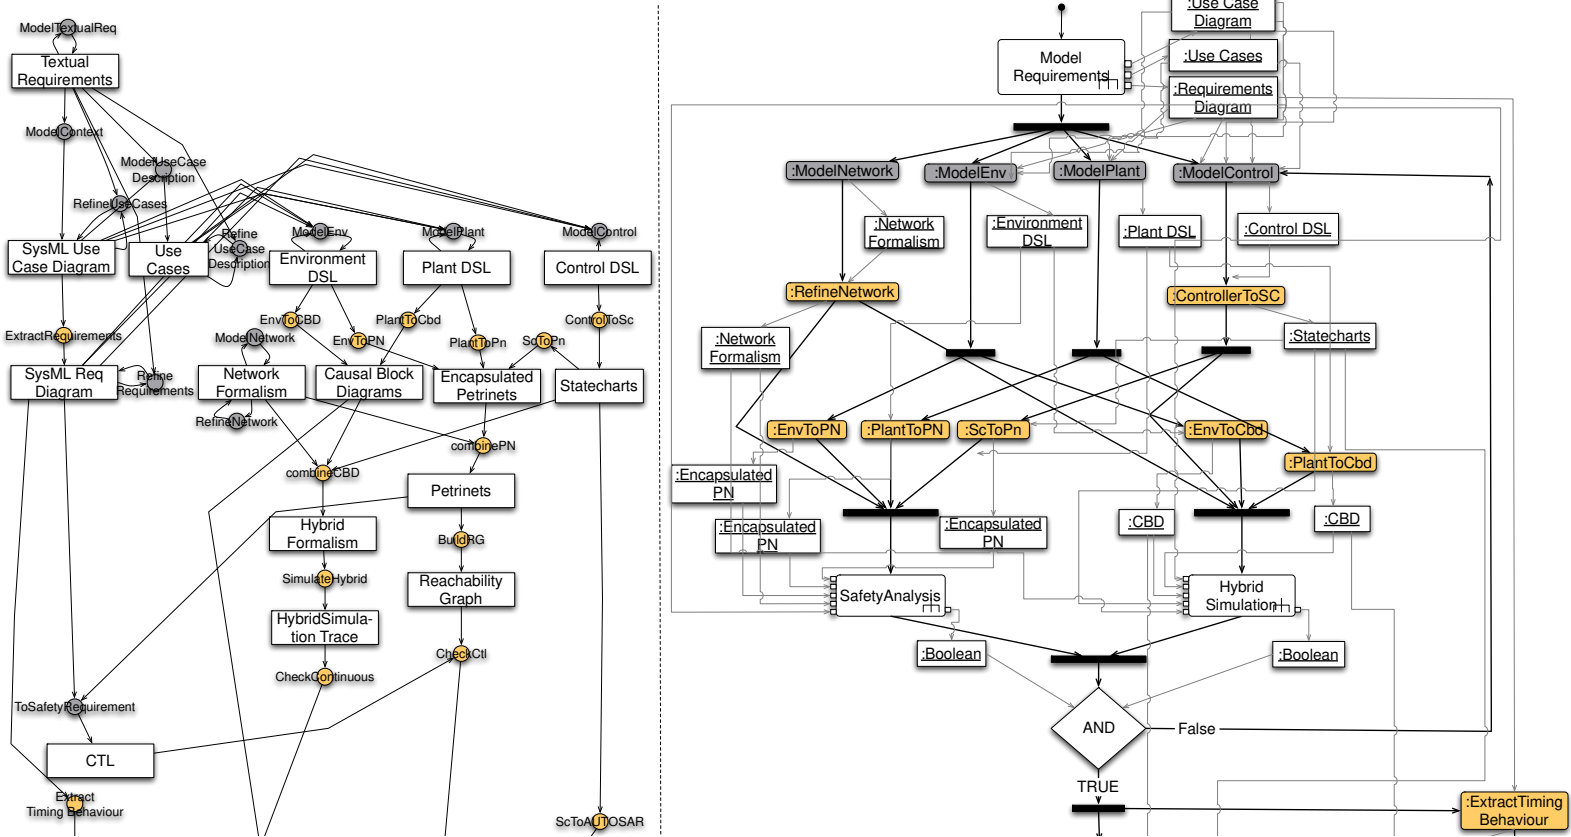 ModelTextualReq
Textual
Requirements
ModelContext
ModelUseCase
Description
RefineUseCases
SysML Use
Case Diagram
Use
Cases
Refine
UseCase
Description
ModelEnv
Environment
DSL
ModelPlant
Plant DSL
ModelControl
Control DSL
ExtractRequirements
EnvToCBD
ModelNetwork
EnvToPN
PlantToCbd
PlantToPn
ScToPn
ControlToSc
SysML Req
Diagram
Refine
Requirements
Network
Formalism
Causal Block
Diagrams
Encapsulated
Petrinets
Statecharts
RefineNetwork
combinePN
combineCBD
Petrinets
Hybrid
Formalism
BuildRG
SimulateHybrid
Reachability
Graph
HybridSimula-
tion Trace
CheckCtl
CheckContinuous
ToSafetyRequirement
CTL
Extract
Timing Behaviour
ScToAUTOSAR
Model
Requirements
:Use Case
Diagram
:Use Cases
:Requirements
Diagram
:ModelNetwork
:ModelEnv
:ModelPlant
:ModelControl
:Network
Formalism
:Environment
DSL
:Plant DSL
:Control DSL
:RefineNetwork
:ControllerToSC
:Network
Formalism
:Statecharts
:EnvToPN
:PlantToPN
:ScToPn
:EnvToCbd
:PlantToCbd
:Encapsulated
PN
:Encapsulated
PN
:Encapsulated
PN
:CBD
:CBD
SafetyAnalysis
Hybrid
Simulation
:Boolean
:Boolean
AND
False
TRUE
:ExtractTiming
Behaviour